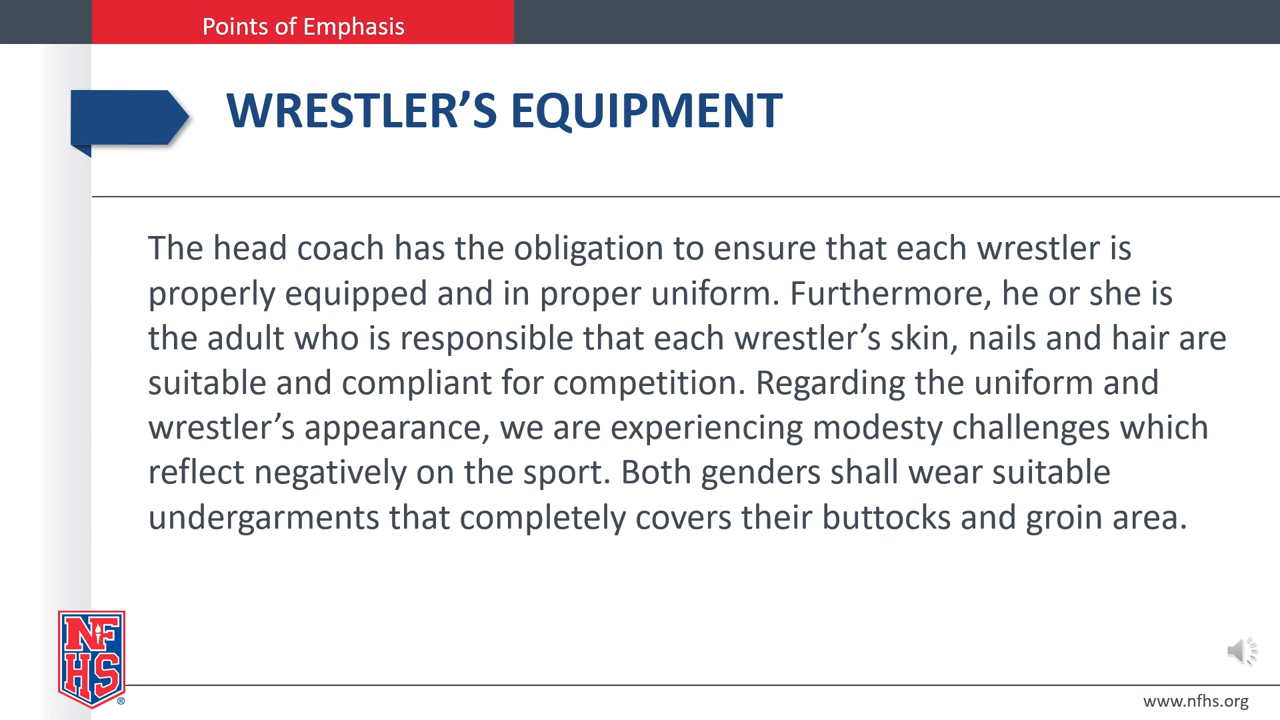 Points of Emphasis
WRESTLER’S EQUIPMENT
The head coach has the obligation to ensure that each wrestler is
properly equipped and in proper uniform. Furthermore, he or she is
the adult who is responsible that each wrestler’s skin, nails and hair are
suitable and compliant for competition. Regarding the uniform and
wrestler’s appearance, we are experiencing modesty challenges which
reflect negatively on the sport. Both genders shall wear suitable
undergarments that completely covers their buttocks and groin area.
NF
HS
®
www.nfhs.org